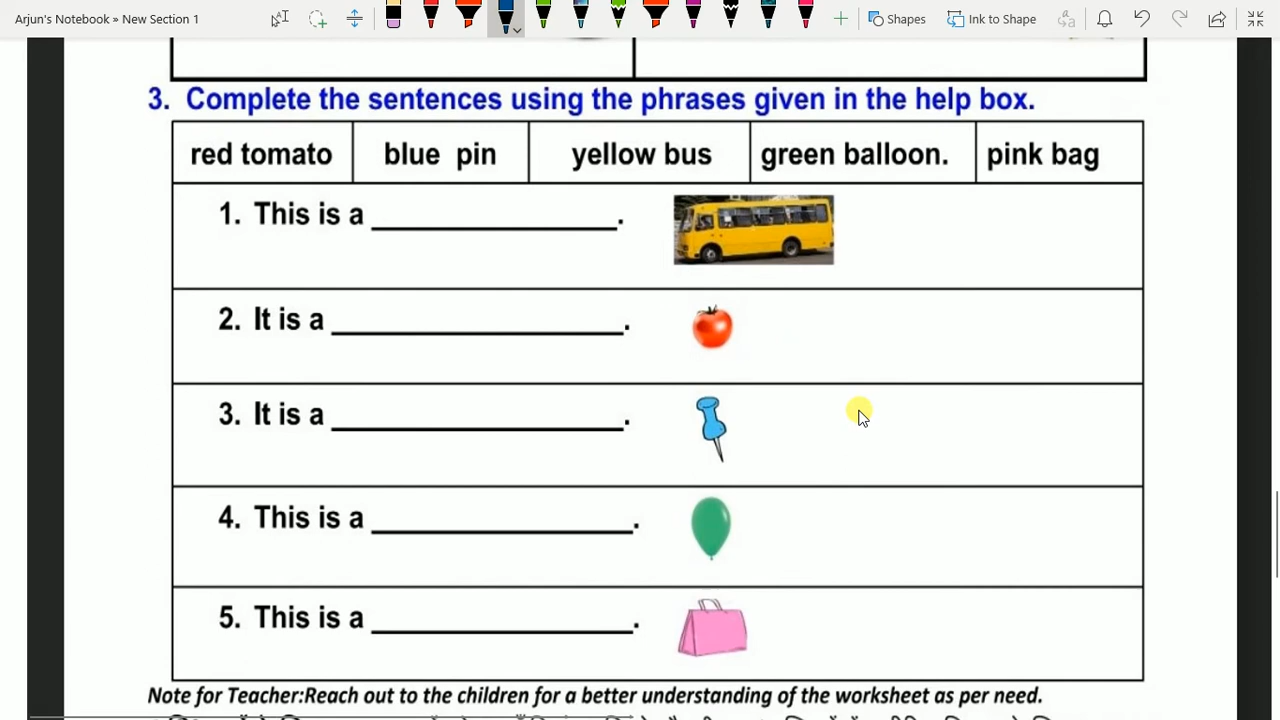 Arjun's Notebook » New Section 1
Shapes
Ink to Shape
3. Complete the sentences using the phrases given in the help box.
red tomato blue pin yellow bus green balloon. pink bag
1. This is a _______________.
2. It is a __________________.
3. It is a __________________.
4. This is a ________________.
5. This is a ________________.
Note for Teacher:Reach out to the children for a better understanding of the worksheet as per need.